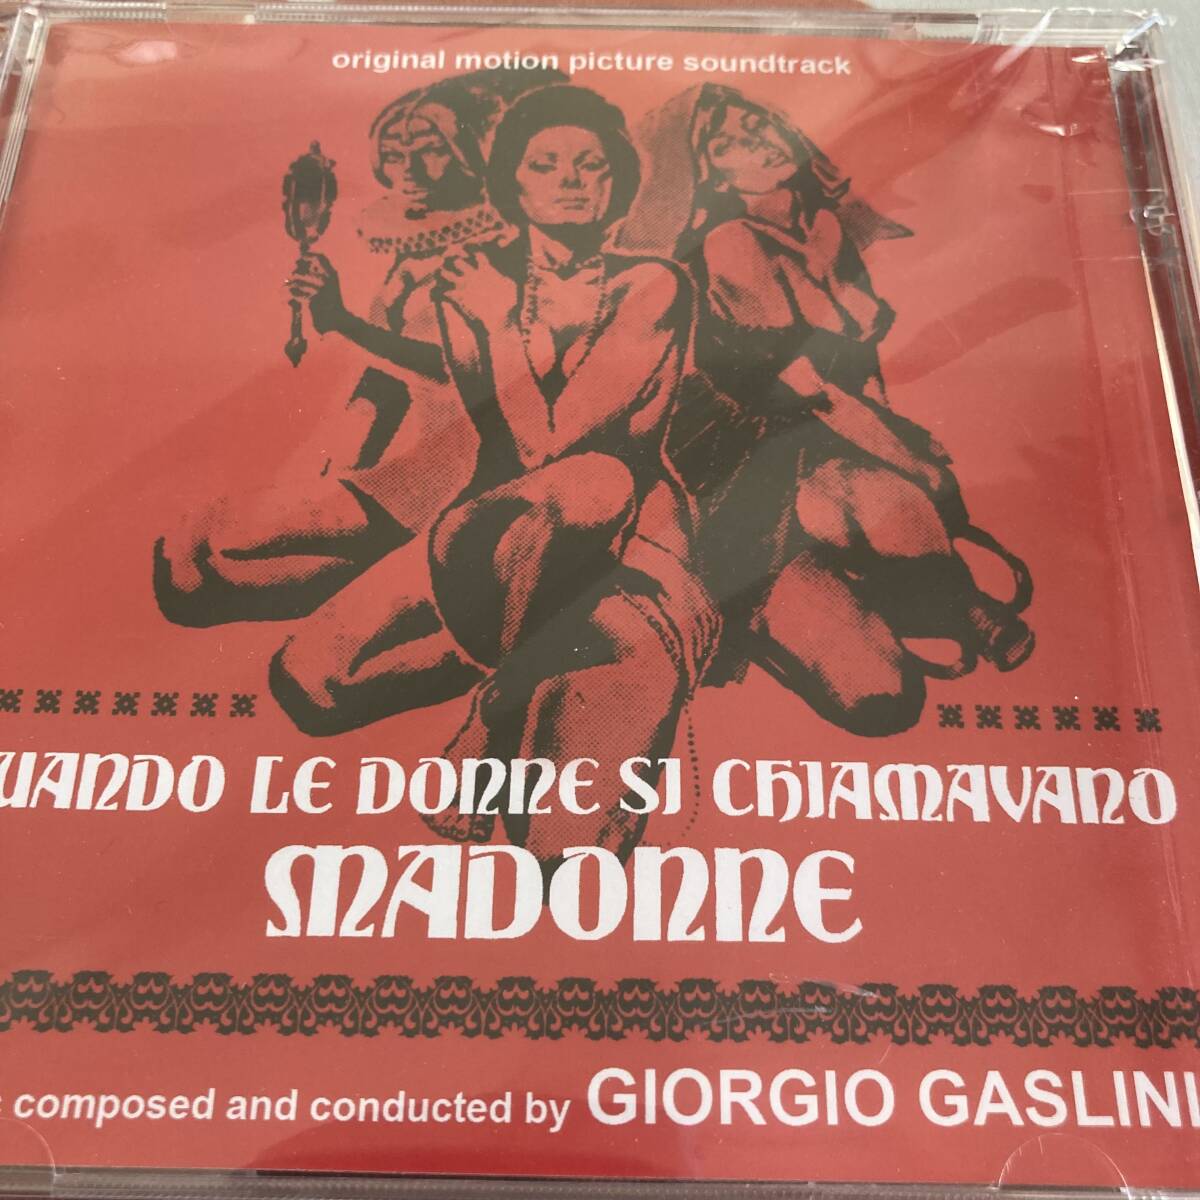 original motion picture soundtrack
UANDO LE DONNE SI CHIAMAVANO
MADONNE
c composed and conducted by GIORGIO GASLINI